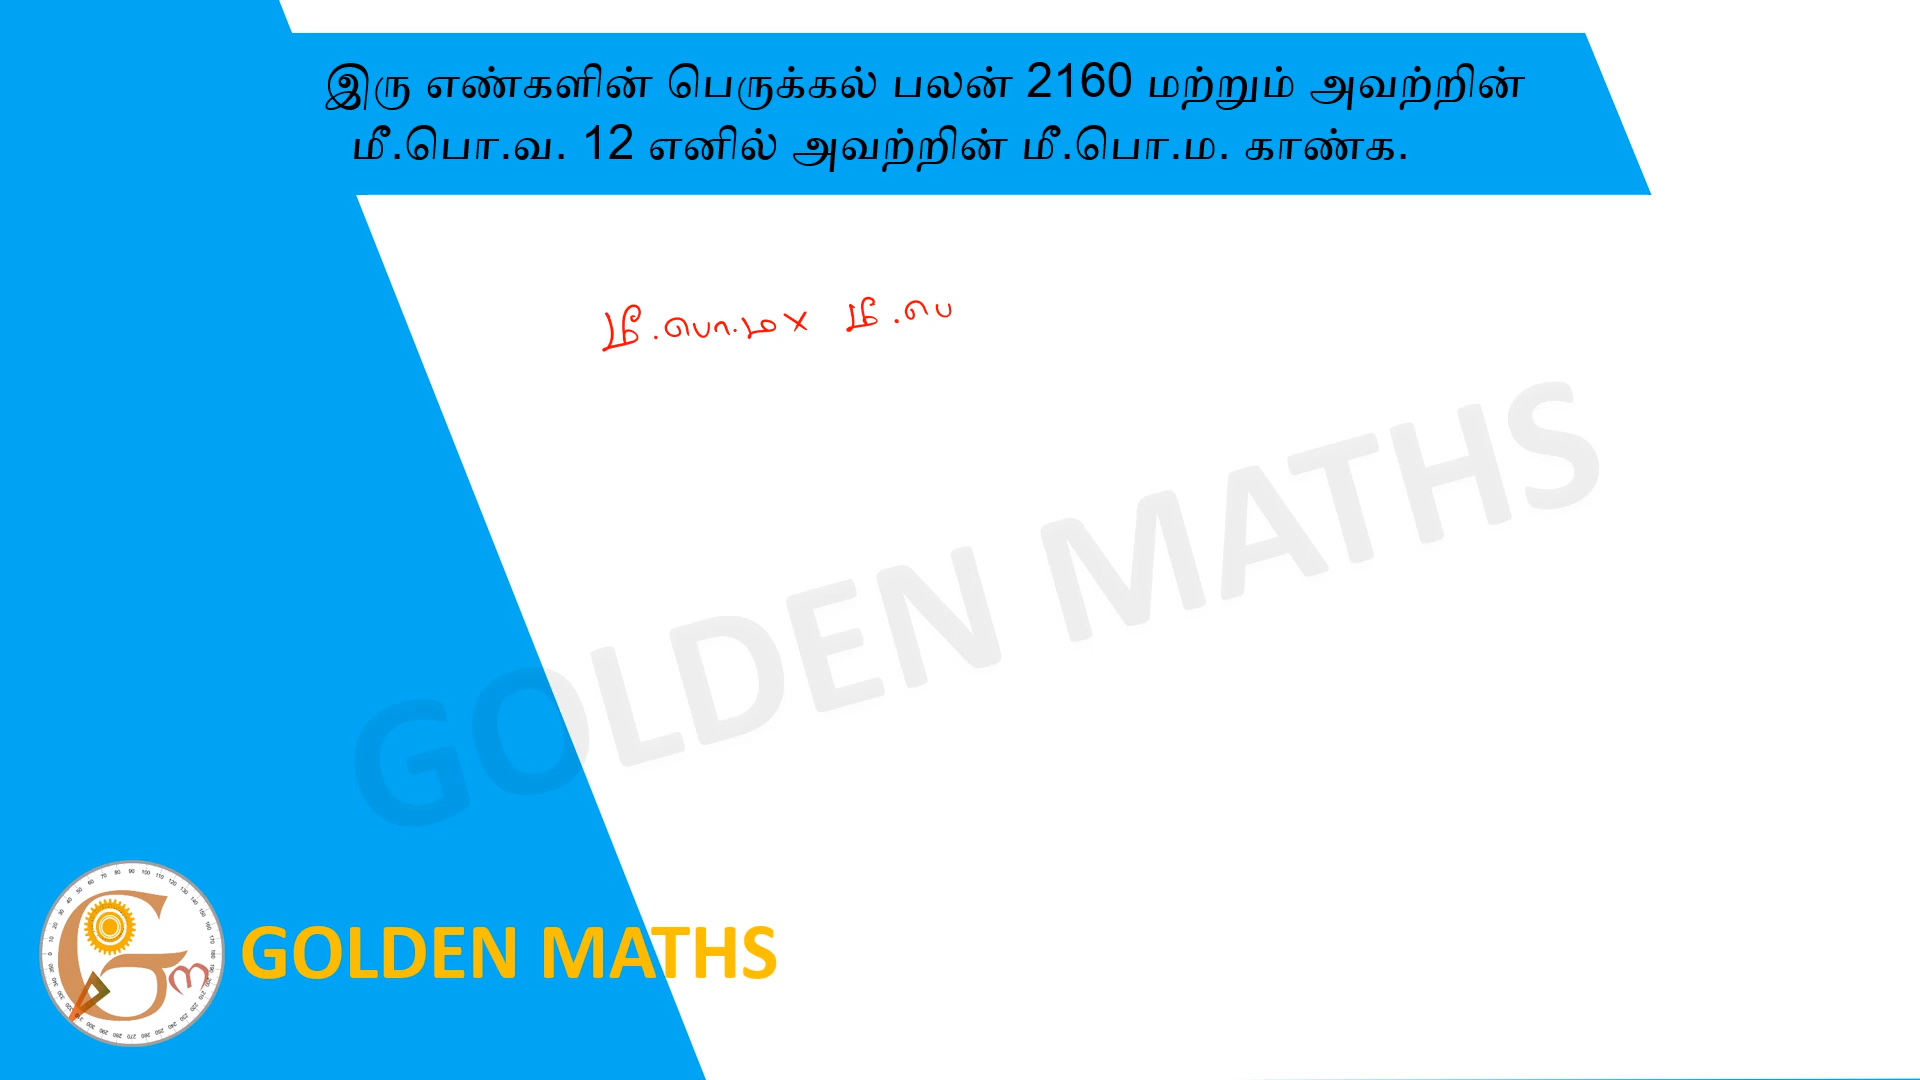 இரு எண்களின் பெருக்கல் பலன் 2160 மற்றும் அவற்றின்
மீ.பொ.வ. 12 எனில் அவற்றின் மீ.பொ.ம. காண்க.
மீ.பொ.ம x மீ.பெ
GOLDEN MATHS
GOLDEN MATHS